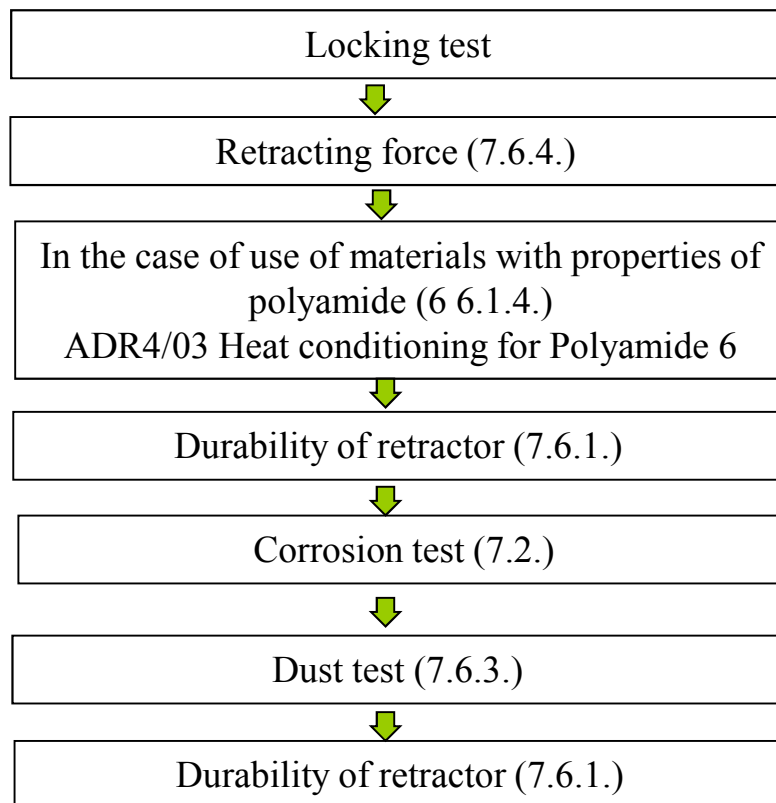 Locking test
Retracting force (7.6.4.)
In the case of use of materials with properties of
polyamide (6 6.1.4.)
ADR4/03 Heat conditioning for Polyamide 6
Durability of retractor (7.6.1.)
Corrosion test (7.2.)
Dust test (7.6.3.)
Durability of retractor (7.6.1.)